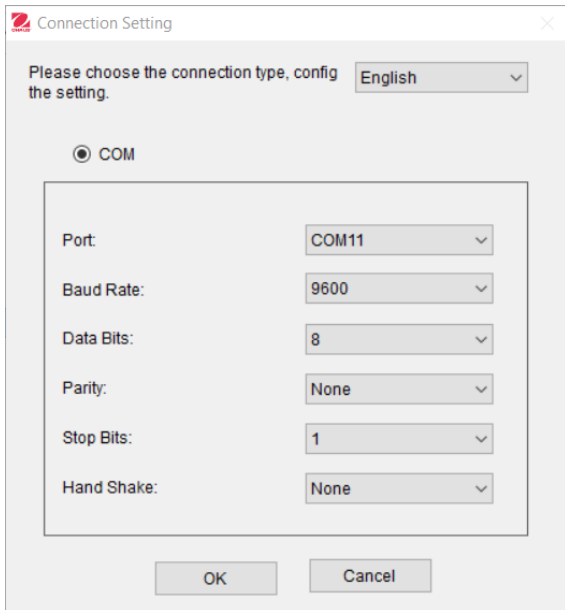 OHAUS
Connection Setting
Please choose the connection type, config
the setting.
English
COM
Port: COM11
Baud Rate: 9600
Data Bits: 8
Parity: None
Stop Bits: 1
Hand Shake: None
OK Cancel